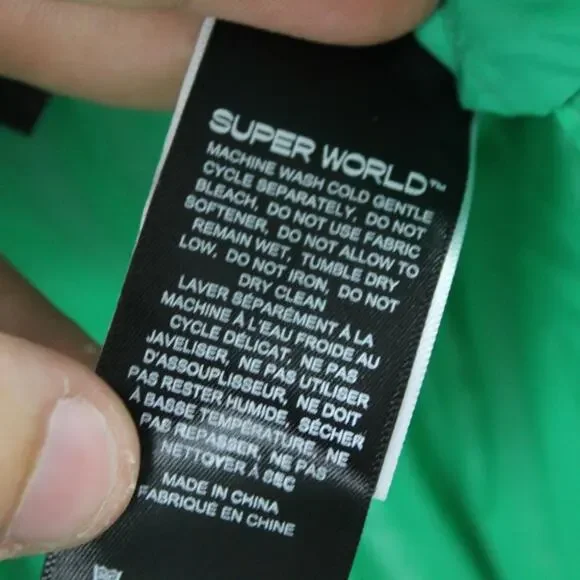 SUPER WORLD™
MACHINE WASH COLD GENTLE
CYCLE SEPARATELY, DO NOT
BLEACH, DO NOT USE FABRIC
SOFTENER, DO NOT ALLOW TO
REMAIN WET, TUMBLE DRY
LOW, DO NOT IRON, DO NOT
DRY CLEAN
LAVER SÉPARÉMENT À LA
MACHINE À L'EAU FROIDE AU
CYCLE DÉLICAT, NE PAS
JAVELISER, NE PAS UTILISER
D'ASSOUPLISSEUR, NE DOIT
PAS RESTER HUMIDE, SÉCHER
À BASSE TEMPÉRATURE, NE
PAS REPASSER, NE PAS
NETTOYER À SEC
MADE IN CHINA
FABRIQUÉ EN CHINE